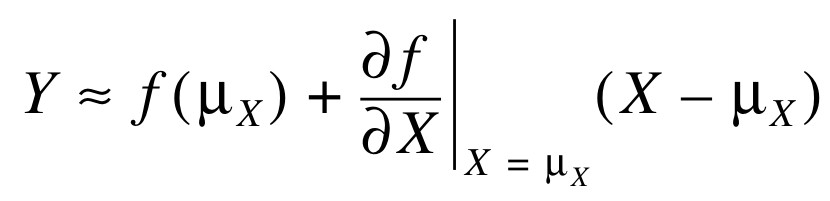 Y ≈ f(μ_X) + ∂f/∂X |_{X = μ_X} (X − μ_X)